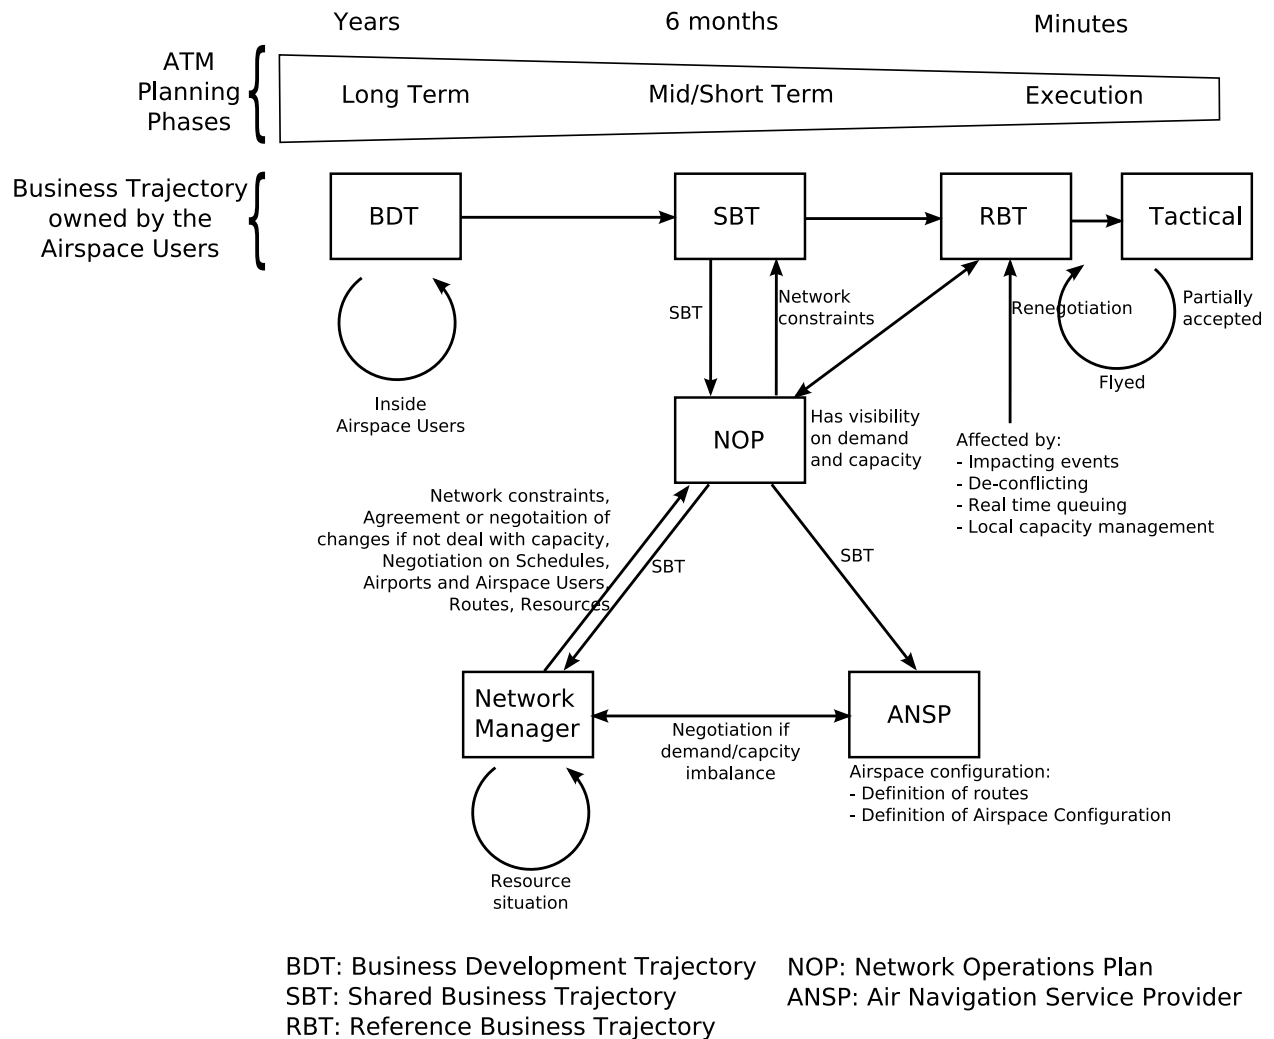 Years
6 months
Minutes
ATM
Planning
Phases
Long Term
Mid/Short Term
Execution
Business Trajectory
owned by the
Airspace Users
BDT
SBT
RBT
Tactical
Inside
Airspace Users
SBT
Network
constraints
Renegotiation
Partially
accepted
Flyed
NOP
Has visibility
on demand
and capacity
Affected by:
- Impacting events
- De-conflicting
- Real time queuing
- Local capacity management
Network constraints,
Agreement or negotaition of
changes if not deal with capacity,
Negotiation on Schedules,
Airports and Airspace Users,
Routes, Resources
SBT
SBT
Network
Manager
Negotiation if
demand/capcity
imbalance
ANSP
Airspace configuration:
- Definition of routes
- Definition of Airspace Configuration
Resource
situation
BDT: Business Development Trajectory
SBT: Shared Business Trajectory
RBT: Reference Business Trajectory
NOP: Network Operations Plan
ANSP: Air Navigation Service Provider